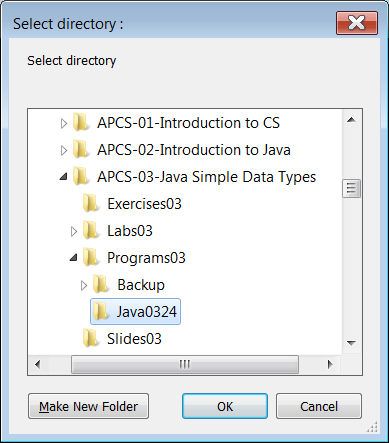 Select directory :
Select directory
APCS-01-Introduction to CS
APCS-02-Introduction to Java
APCS-03-Java Simple Data Types
Exercises03
Labs03
Programs03
Backup
Java0324
Slides03
Make New Folder
OK
Cancel